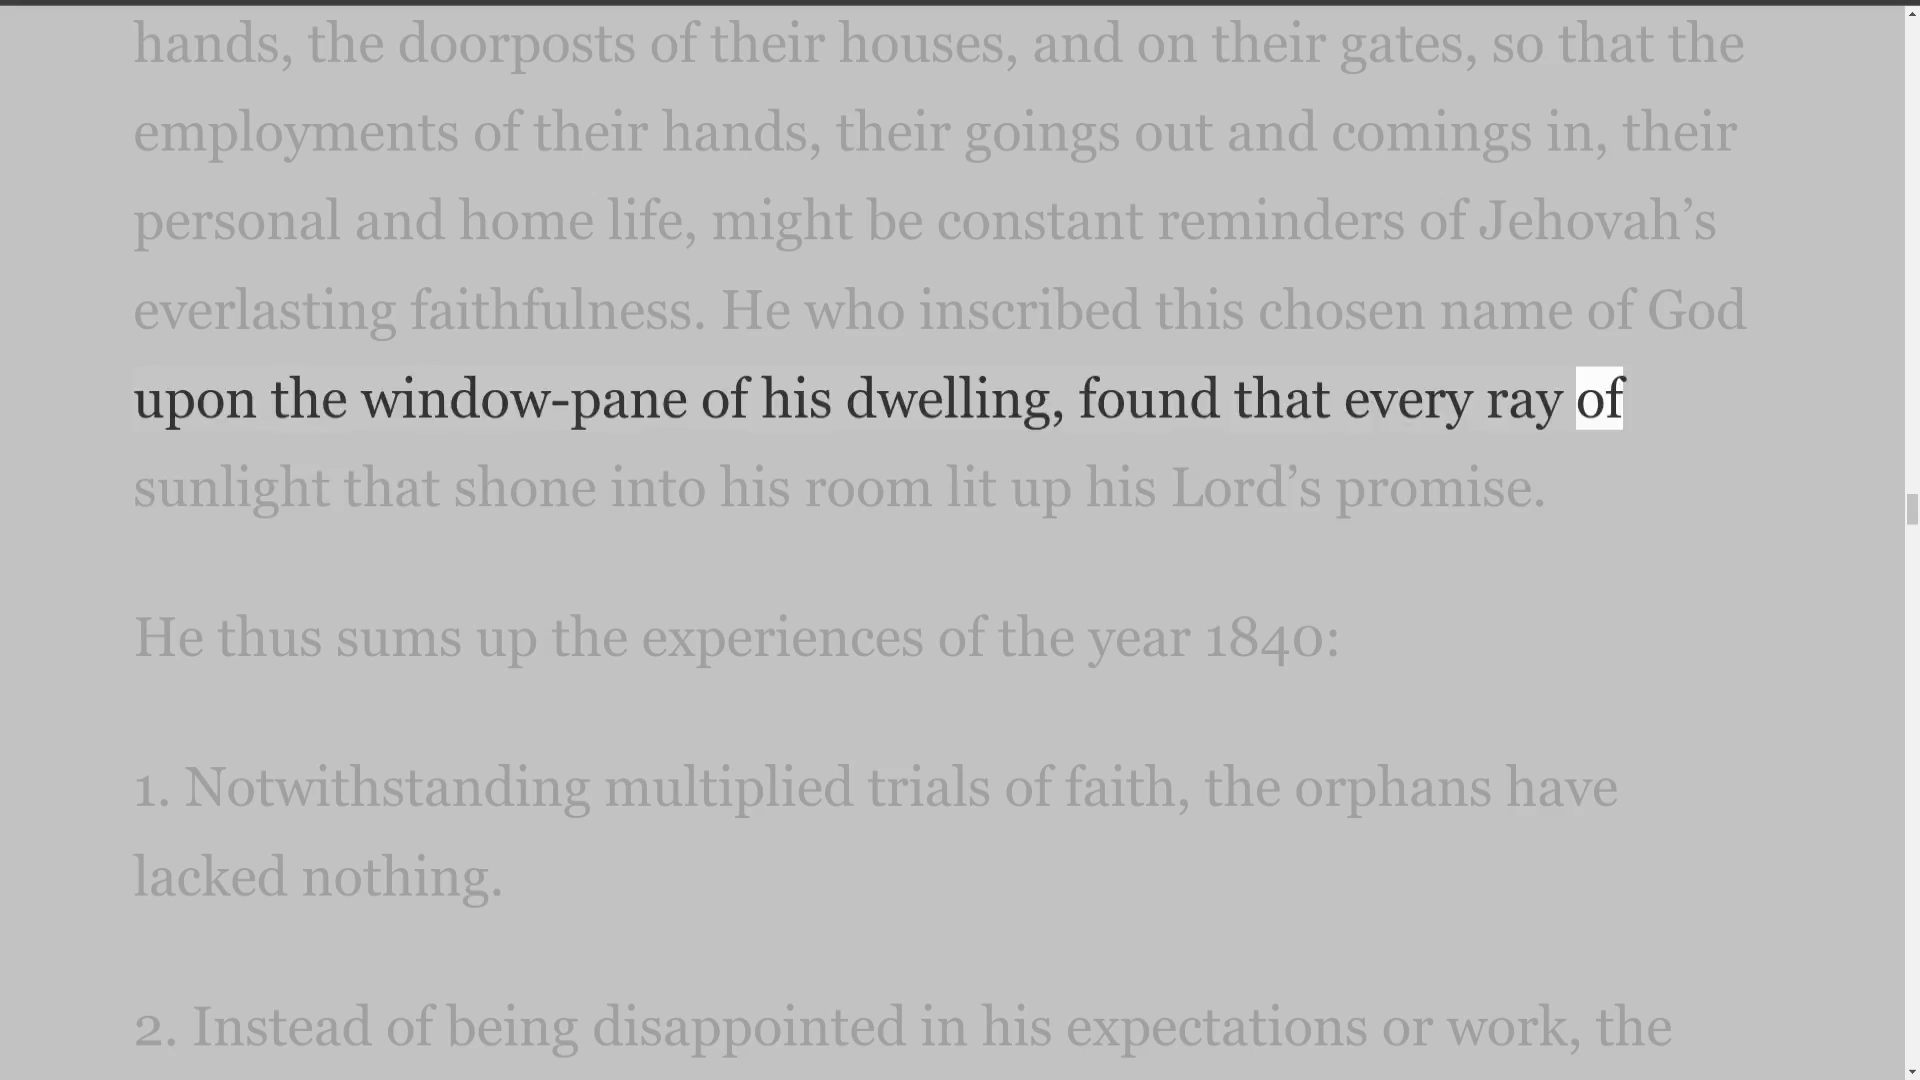 hands, the doorposts of their houses, and on their gates, so that the
employments of their hands, their goings out and comings in, their
personal and home life, might be constant reminders of Jehovah’s
everlasting faithfulness. He who inscribed this chosen name of God
upon the window-pane of his dwelling, found that every ray of
sunlight that shone into his room lit up his Lord’s promise.
He thus sums up the experiences of the year 1840:
1. Notwithstanding multiplied trials of faith, the orphans have
lacked nothing.
2. Instead of being disappointed in his expectations or work, the